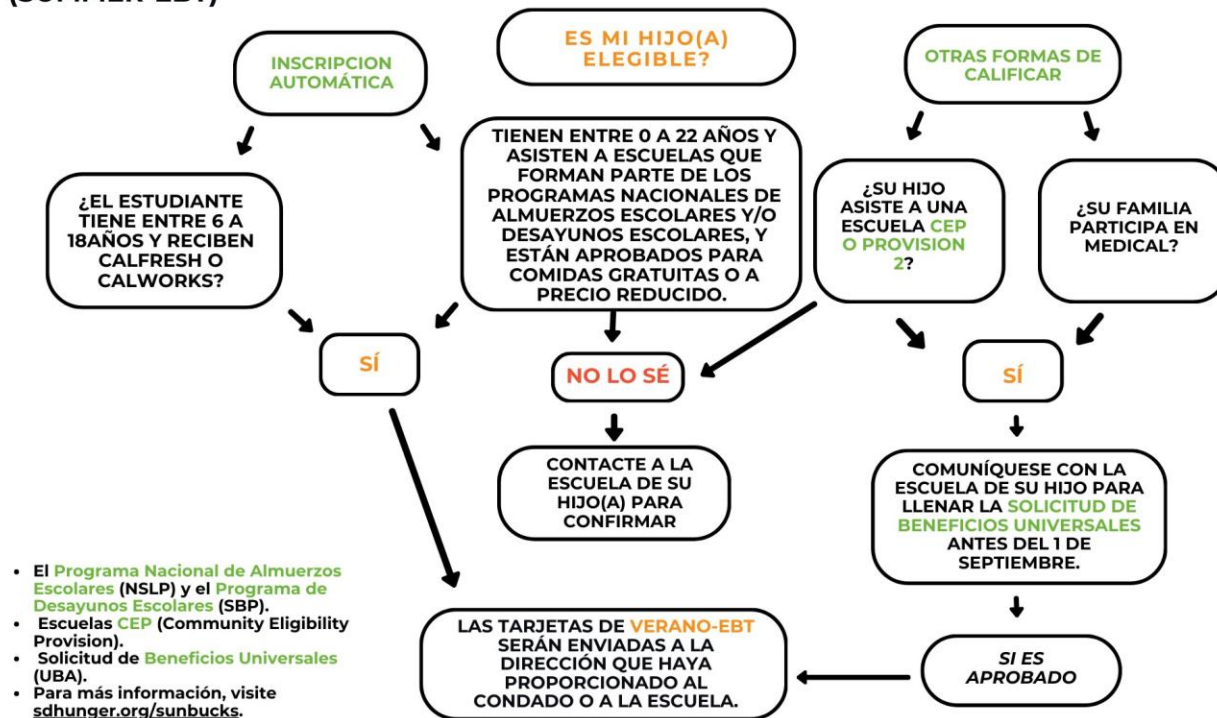 (SUMMER-EBT)
ES MI HIJO(A)
ELEGIBLE?
INSCRIPCION
AUTOMÁTICA
OTRAS FORMAS DE
CALIFICAR
¿EL ESTUDIANTE
TIENE ENTRE 6 A
18AÑOS Y RECIBEN
CALFRESH O
CALWORKS?
TIENEN ENTRE 0 A 22 AÑOS Y
ASISTEN A ESCUELAS QUE
FORMAN PARTE DE LOS
PROGRAMAS NACIONALES DE
ALMUERZOS ESCOLARES Y/O
DESAYUNOS ESCOLARES, Y
ESTÁN APROBADOS PARA
COMIDAS GRATUITAS O A
PRECIO REDUCIDO.
¿SU HIJO
ASISTE A UNA
ESCUELA CEP
O PROVISION
2?
¿SU FAMILIA
PARTICIPA EN
MEDICAL?
SÍ
NO LO SÉ
SÍ
CONTACTE A LA
ESCUELA DE SU
HIJO(A) PARA
CONFIRMAR
COMUNÍQUESE CON LA
ESCUELA DE SU HIJO PARA
LLENAR LA SOLICITUD DE
BENEFICIOS UNIVERSALES
ANTES DEL 1 DE
SEPTIEMBRE.
LAS TARJETAS DE VERANO-EBT
SERÁN ENVIADAS A LA
DIRECCIÓN QUE HAYA
PROPORCIONADO AL
CONDADO O A LA ESCUELA.
SI ES
APROBADO
• El Programa Nacional de Almuerzos
Escolares (NSLP) y el Programa de
Desayunos Escolares (SBP).
• Escuelas CEP (Community Eligibility
Provision).
• Solicitud de Beneficios Universales
(UBA).
• Para más información, visite
sdhunger.org/sunbucks.